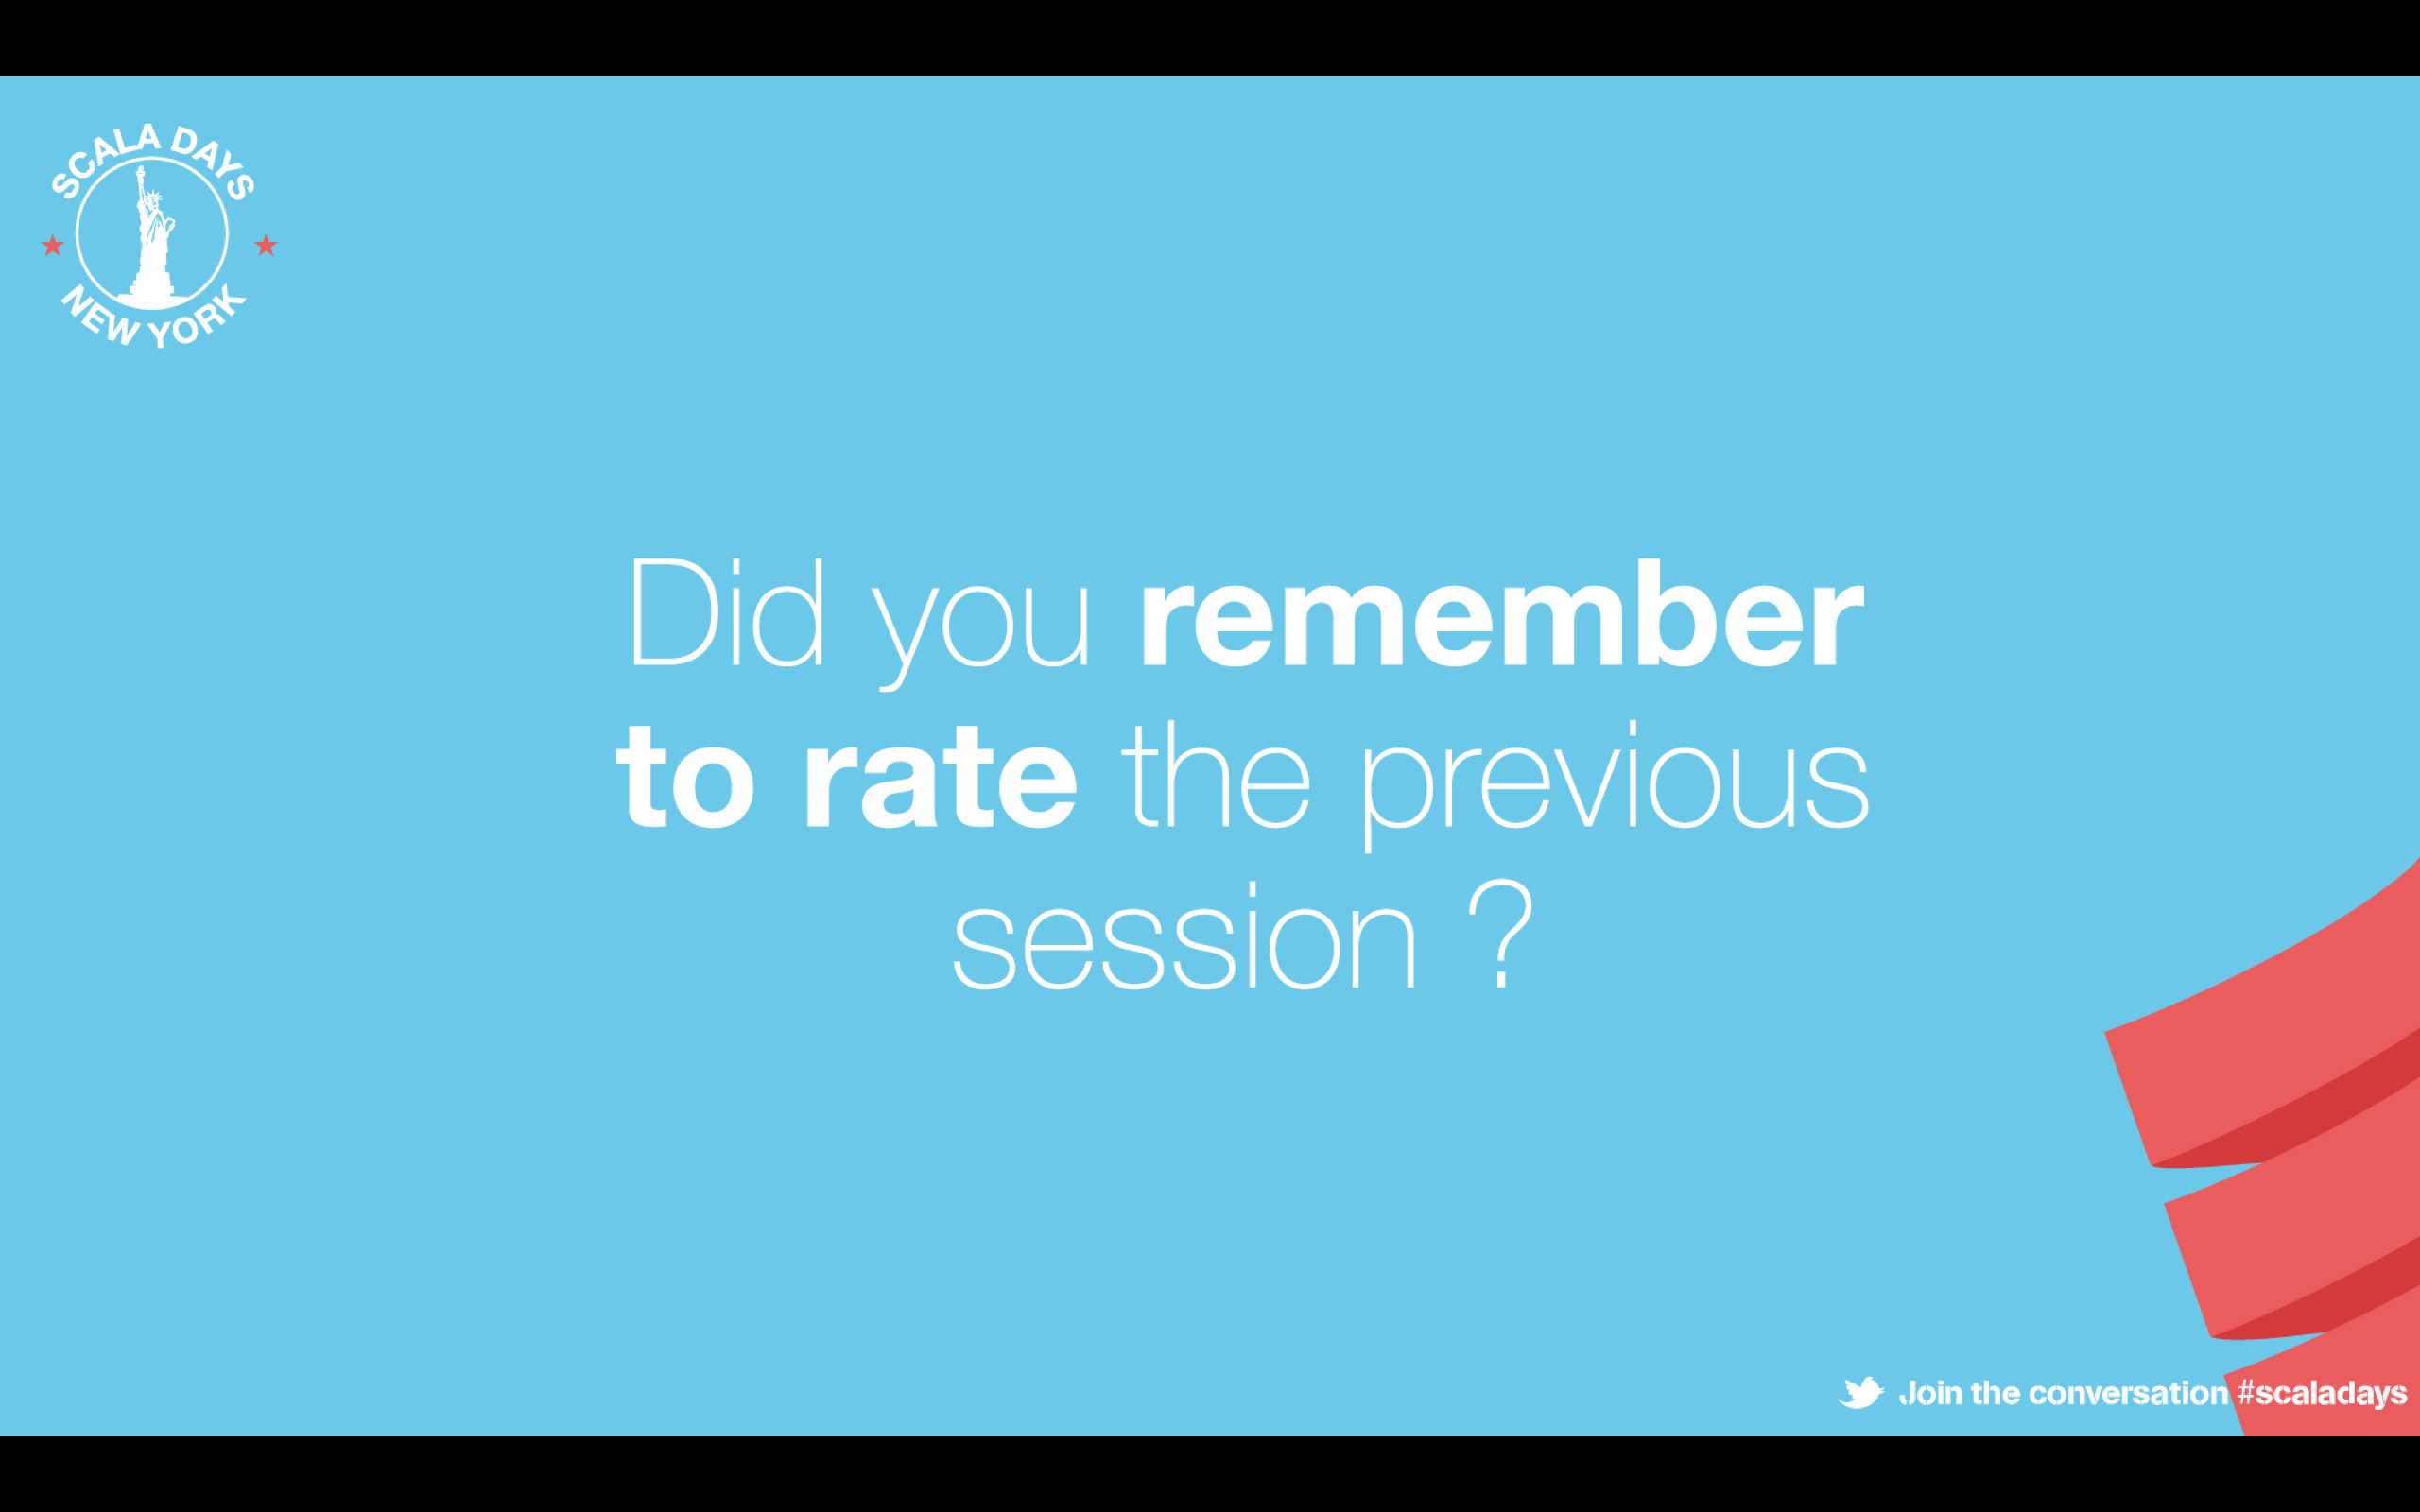 SCALA DAYS
NEW YORK
Did you remember
to rate the previous
session ?
Join the conversation #scaladays